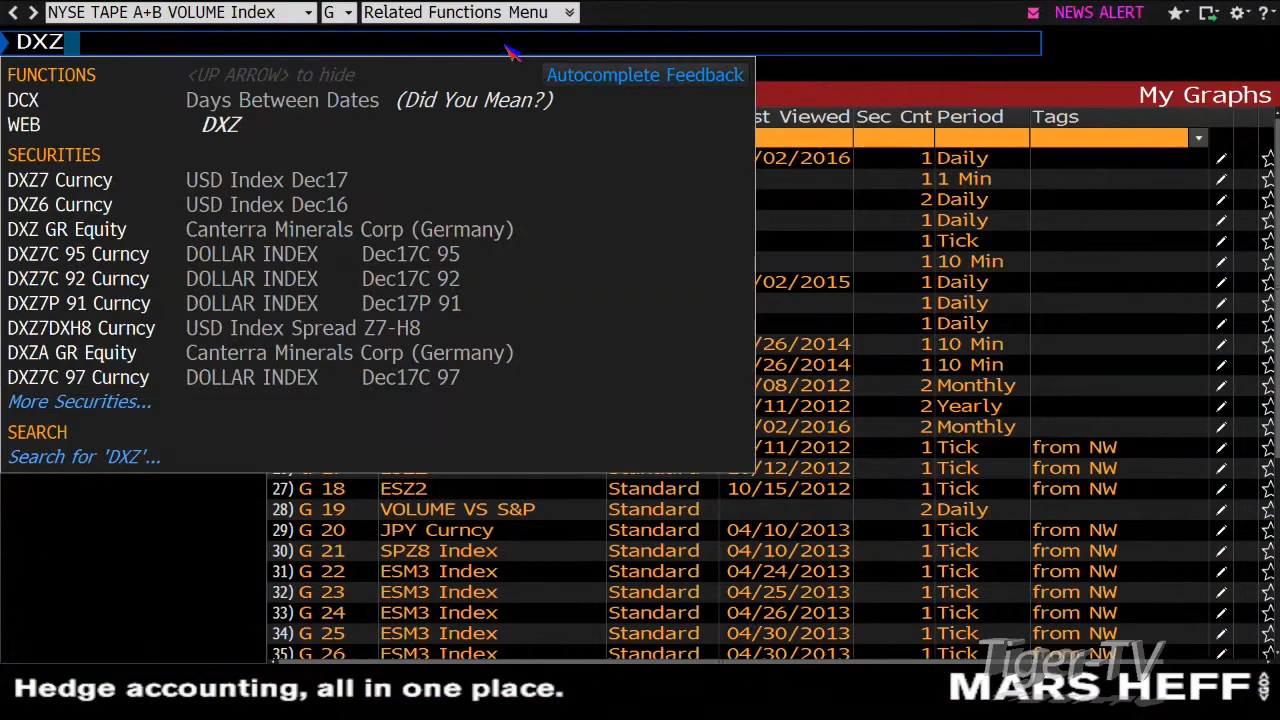 NYSE TAPE A+B VOLUME Index G Related Functions Menu NEWS ALERT ?
DXZ
FUNCTIONS <UP ARROW> to hide Autocomplete Feedback
DCX Days Between Dates (Did You Mean?)
WEB DXZ
SECURITIES
DXZ7 Curncy USD Index Dec17
DXZ6 Curncy USD Index Dec16
DXZ GR Equity Canterra Minerals Corp (Germany)
DXZ7C 95 Curncy DOLLAR INDEX Dec17C 95
DXZ7C 92 Curncy DOLLAR INDEX Dec17C 92
DXZ7P 91 Curncy DOLLAR INDEX Dec17P 91
DXZ7DXH8 Curncy USD Index Spread Z7-H8
DXZA GR Equity Canterra Minerals Corp (Germany)
DXZ7C 97 Curncy DOLLAR INDEX Dec17C 97
More Securities...
SEARCH
Search for 'DXZ'...
My Graphs
st Viewed Sec Cnt Period Tags
/02/2016 1 Daily
1 1 Min
2 Daily
1 Daily
1 Tick
1 10 Min
/02/2015 1 Daily
1 Daily
1 Daily
/26/2014 1 10 Min
/26/2014 1 10 Min
/08/2012 2 Monthly
/11/2012 2 Yearly
/02/2016 2 Monthly
/11/2012 1 Tick from NW
/12/2012 1 Tick from NW
27) G 18 ESZ2 Standard 10/15/2012 1 Tick from NW
28) G 19 VOLUME VS S&P Standard 2 Daily
29) G 20 JPY Curncy Standard 04/10/2013 1 Tick from NW
30) G 21 SPZ8 Index Standard 04/10/2013 1 Tick from NW
31) G 22 ESM3 Index Standard 04/24/2013 1 Tick from NW
32) G 23 ESM3 Index Standard 04/25/2013 1 Tick from NW
33) G 24 ESM3 Index Standard 04/26/2013 1 Tick from NW
34) G 25 ESM3 Index Standard 04/30/2013 1 Tick from NW
35) G 26 ESM3 Index Standard 04/30/2013 1 Tick from NW
Tiger-TV
Hedge accounting, all in one place. MARS HEFF